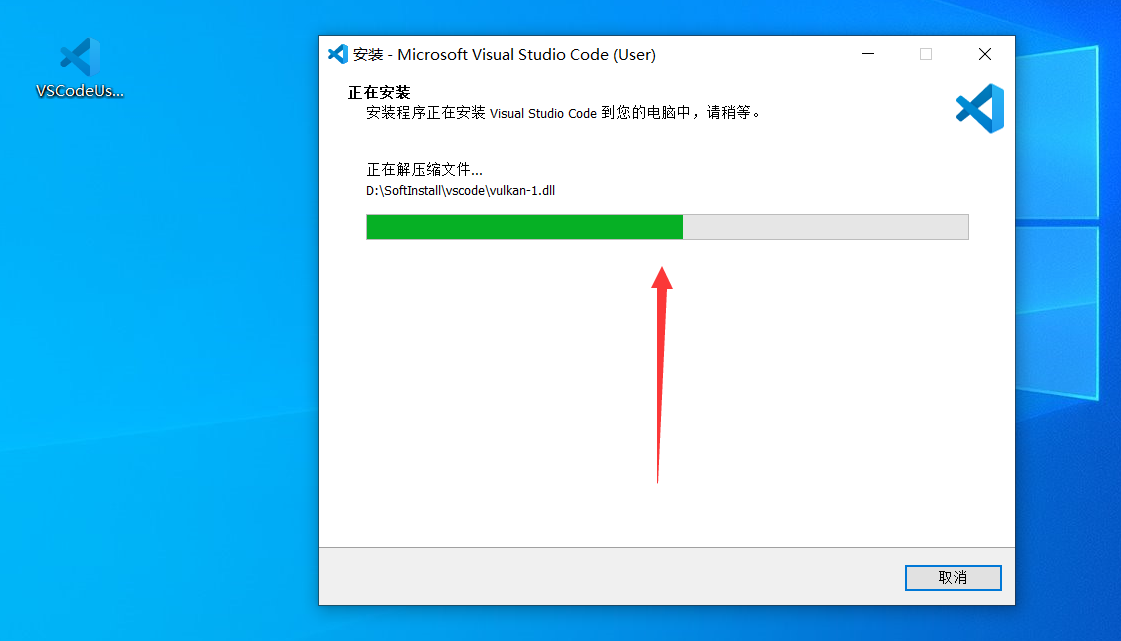 VSCodeUs...
安装 - Microsoft Visual Studio Code (User)
正在安装
安装程序正在安装 Visual Studio Code 到您的电脑中，请稍等。
正在解压缩文件...
D:\SoftInstall\vscode\vulkan-1.dll
取消